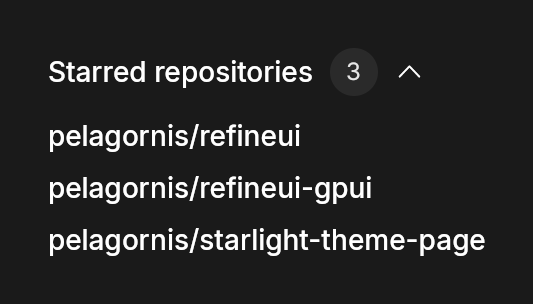 Starred repositories 3
pelagornis/refineui
pelagornis/refineui-gpui
pelagornis/starlight-theme-page